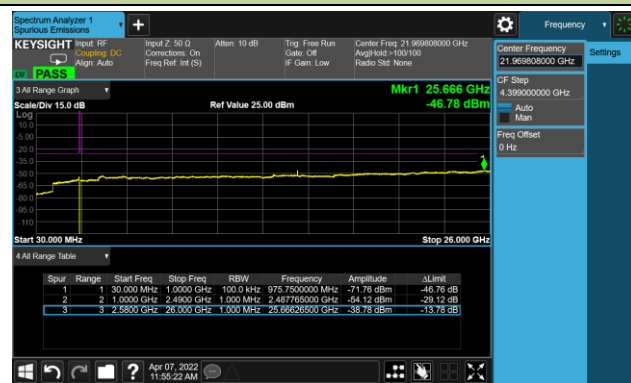 Spectrum Analyzer 1
Spurious Emissions
Frequency
KEYSIGHT
Input: RF
Coupling: DC
Align: Auto
Input Z: 50 Ω
Corrections: On
Freq Ref: Int (S)
Atten: 10 dB
Trig: Free Run
Gate: Off
IF Gain: Low
Center Freq: 21.969808000 GHz
Avg|Hold:>100/100
Radio Std: None
PASS
Center Frequency
21.969808000 GHz
Settings
CF Step
4.399000000 GHz
Auto
Man
Freq Offset
0 Hz
3 All Range Graph
Mkr1 25.666 GHz
Scale/Div 15.0 dB
Ref Value 25.00 dBm
-46.78 dBm
Log
10.0
-5.00
-20.0
-35.0
-50.0
-65.0
-80.0
-95.0
-110
1
Start 30.000 MHz
Stop 26.000 GHz
4 All Range Table
Spur Range Start Freq Stop Freq RBW Frequency Amplitude ΔLimit
1 1 30.000 MHz 1.0000 GHz 100.0 kHz 975.7500000 MHz -71.76 dBm -46.76 dB
2 2 1.0000 GHz 2.4900 GHz 1.000 MHz 2.487765000 GHz -54.12 dBm -29.12 dB
3 3 2.5800 GHz 26.000 GHz 1.000 MHz 25.66626500 GHz -38.78 dBm -13.78 dB
?
Apr 07, 2022
11:55:22 AM